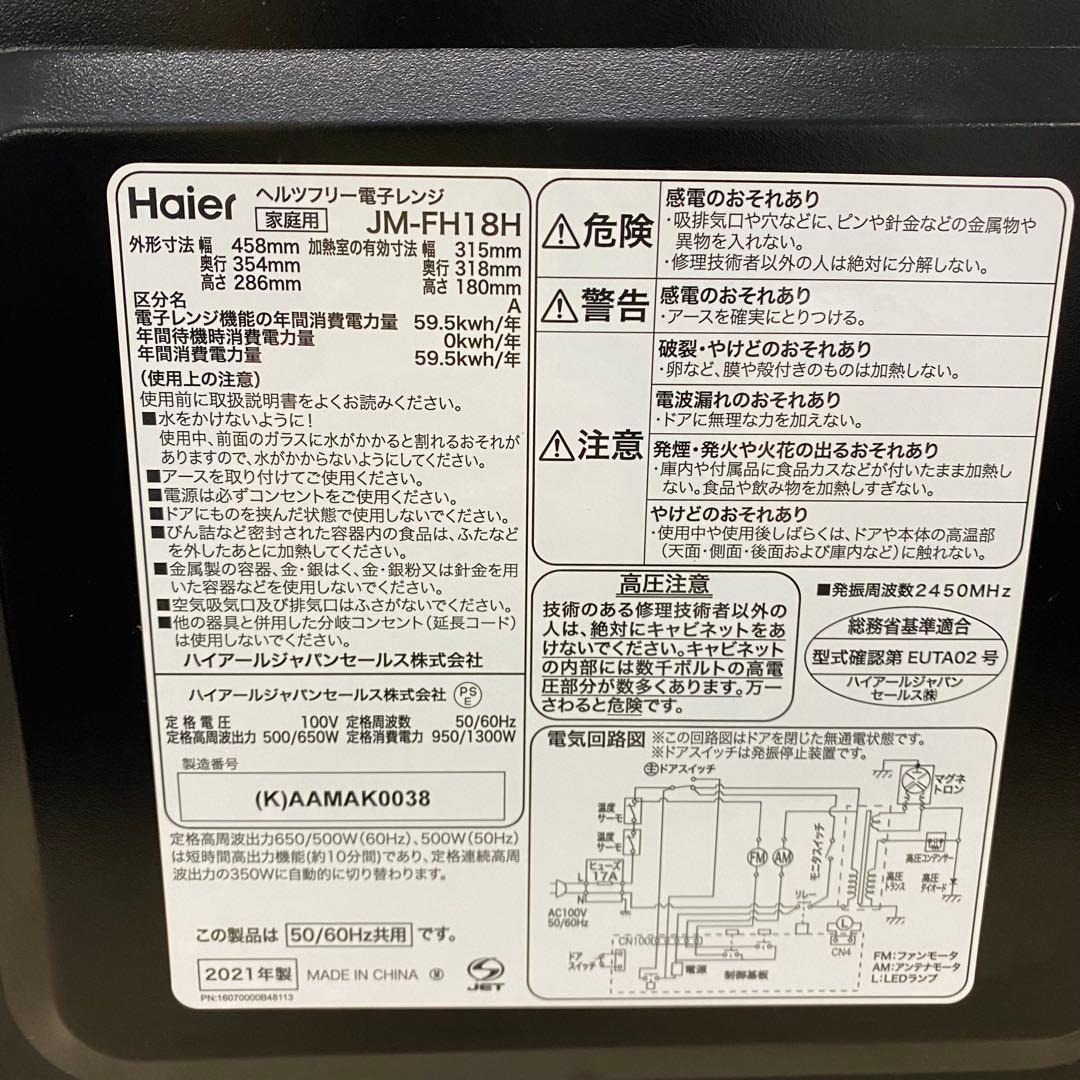 Haier
ヘルツフリー電子レンジ
家庭用 JM-FH18H
外形寸法 幅 458mm 加熱室の有効寸法 幅 315mm
奥行 354mm 奥行 318mm
高さ 286mm 高さ 180mm
区分名 A
電子レンジ機能の年間消費電力量 59.5kwh/年
年間待機時消費電力量 0kwh/年
年間消費電力量 59.5kwh/年
(使用上の注意)
使用前に取扱説明書をよくお読みください。
■水をかけないように!
使用中、前面のガラスに水がかかると割れるおそれが
ありますので、水がかからないようにしてください。
■アースを取り付けてご使用ください。
■電源は必ずコンセントをご使用ください。
■ドアにものを挟んだ状態で使用しないでください。
■びん詰など密封された容器内の食品は、ふたなど
を外したあとに加熱してください。
■金属製の容器、金・銀はく、金・銀粉又は針金を用
いた容器などを使用しないでください。
■空気吸気口及び排気口はふさがないでください。
■他の器具と併用した分岐コンセント(延長コード)
は使用しないでください。
ハイアールジャパンセールス株式会社
ハイアールジャパンセールス株式会社 PSE
定格電圧 100V 定格周波数 50/60Hz
定格高周波出力 500/650W 定格消費電力 950/1300W
製造番号
(K)AAMAK0038
定格高周波出力650/500W(60Hz)、500W(50Hz)
は短時間高出力機能(約10分間)であり、定格連続高周
波出力の350Wに自動的に切り替わります。
この製品は 50/60Hz共用 です。
2021年製 MADE IN CHINA JET
PN:16070000B48113
危険
感電のおそれあり
・吸排気口や穴などに、ピンや針金などの金属物や
異物を入れない。
・修理技術者以外の人は絶対に分解しない。
警告
感電のおそれあり
・アースを確実にとりつける。
注意
破裂・やけどのおそれあり
・卵など、膜や殻付きのものは加熱しない。
電波漏れのおそれあり
・ドアに無理な力を加えない。
発煙・発火や火花の出るおそれあり
・庫内や付属品に食品カスなどが付いたまま加熱し
ない。食品や飲み物を加熱しすぎない。
やけどのおそれあり
・使用中や使用後しばらくは、ドアや本体の高温部
(天面・側面・後面および庫内など)に触れない。
高圧注意
技術のある修理技術者以外の
人は、絶対にキャビネットをあ
けないでください。キャビネット
の内部には数千ボルトの高電
圧部分が数多くあります。万一
さわると危険です。
■発振周波数2450MHz
総務省基準適合
型式確認第EUTA02号
ハイアールジャパン
セールス㈱
電気回路図 ※この回路図はドアを閉じた無通電状態です。
※ドアスイッチは発振停止装置です。
主ドアスイッチ
マグネ
トロン
温度
サーモ
温度
サーモ
ヒューズ
17A
L
N
AC100V
50/60Hz
FM AM
モニタスイッチ
リレー
高圧
トランス
高圧コンデンサー
高圧
ダイオード
CN100
ドア
スイッチ
電源
制御基板
L
CN4
FM:ファンモータ
AM:アンテナモータ
L:LEDランプ